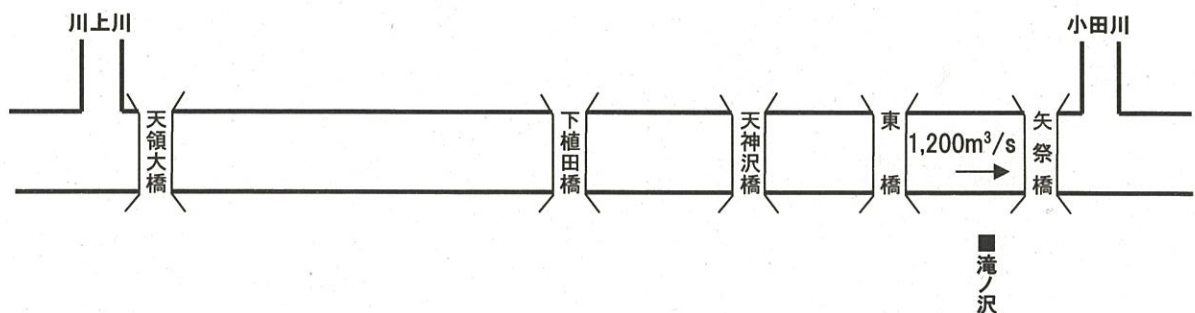 川上川
小田川
天領大橋
下植田橋
天神沢橋
東橋
1,200m³/s
矢祭橋
■滝ノ沢